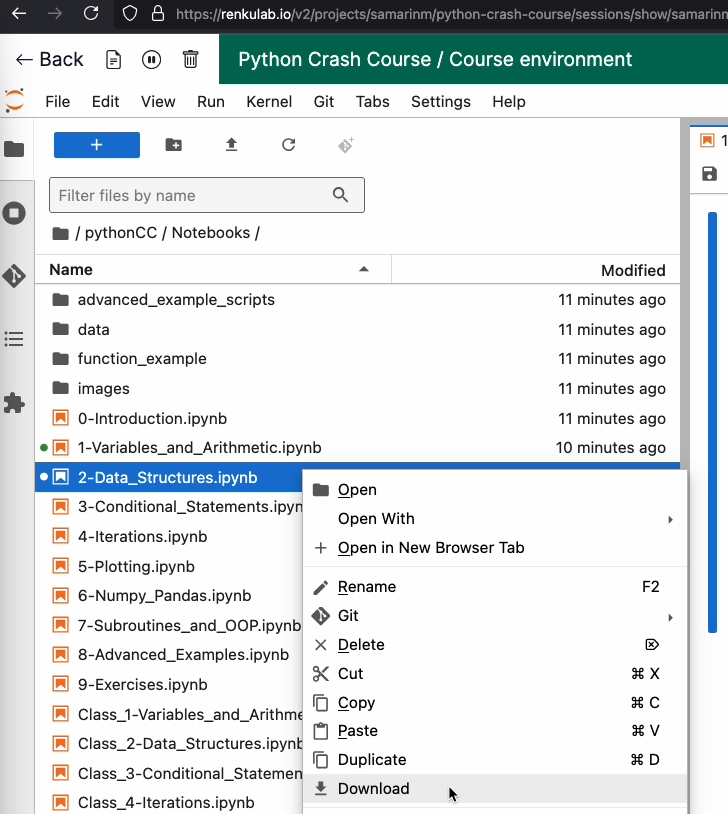 https://renkulab.io/v2/projects/samarinm/python-crash-course/sessions/show/samarinm
Back
Python Crash Course / Course environment
File Edit View Run Kernel Git Tabs Settings Help
+
1
Filter files by name
/ pythonCC / Notebooks /
Name Modified
advanced_example_scripts 11 minutes ago
data 11 minutes ago
function_example 11 minutes ago
images 11 minutes ago
0-Introduction.ipynb 11 minutes ago
1-Variables_and_Arithmetic.ipynb 10 minutes ago
2-Data_Structures.ipynb
3-Conditional_Statements.ipyn
4-Iterations.ipynb
5-Plotting.ipynb
6-Numpy_Pandas.ipynb
7-Subroutines_and_OOP.ipynb
8-Advanced_Examples.ipynb
9-Exercises.ipynb
Class_1-Variables_and_Arithme
Class_2-Data_Structures.ipynb
Class_3-Conditional_Statemen
Class_4-Iterations.ipynb
Open
Open With
Open in New Browser Tab
Rename F2
Git
Delete ⌦
Cut ⌘ X
Copy ⌘ C
Paste ⌘ V
Duplicate ⌘ D
Download